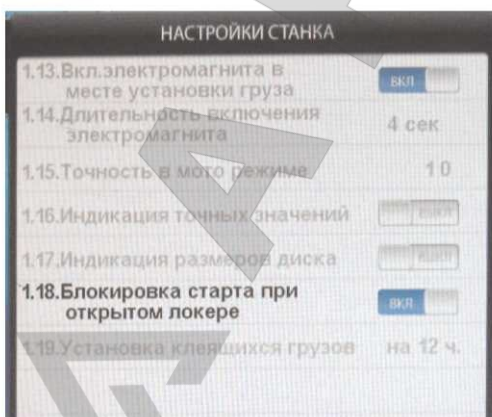 НАСТРОЙКИ СТАНКА
1.13.Вкл.электромагнита в
месте установки груза
ВКЛ
1.14.Длительность включения
электромагнита
4 сек
1.15.Точность в мото режиме
10
1.16.Индикация точных значений
ВЫКЛ
1.17.Индикация размеров диска
ВЫКЛ
1.18.Блокировка старта при
открытом локере
ВКЛ
1.19.Установка клеящихся грузов
на 12 ч.